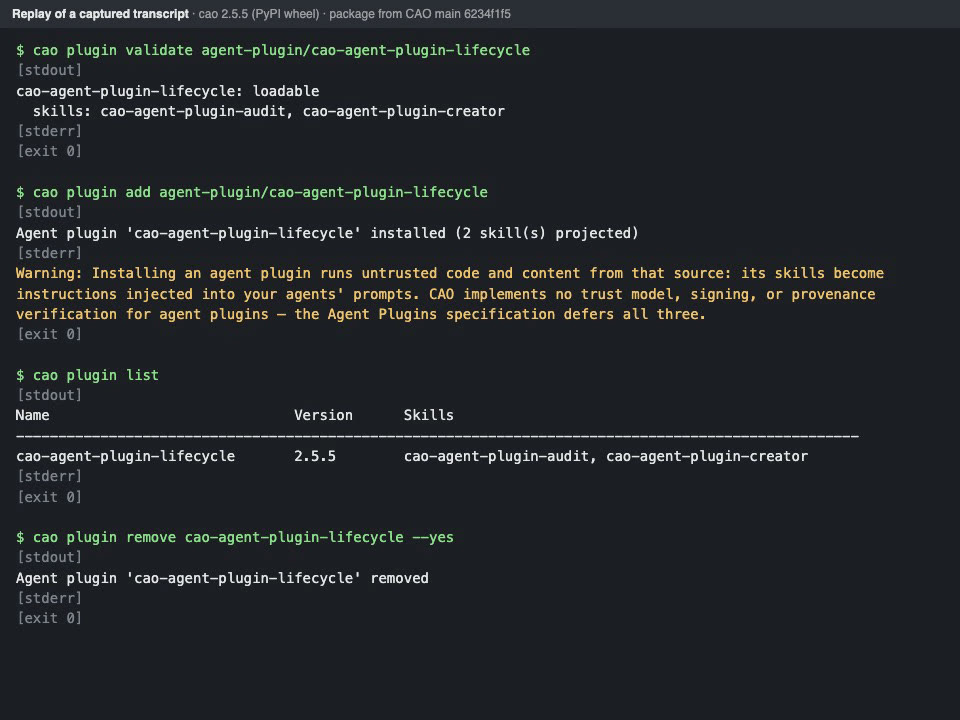 Replay of a captured transcript · cao 2.5.5 (PyPI wheel) · package from CAO main 6234f1f5
$ cao plugin validate agent-plugin/cao-agent-plugin-lifecycle
[stdout]
cao-agent-plugin-lifecycle: loadable
  skills: cao-agent-plugin-audit, cao-agent-plugin-creator
[stderr]
[exit 0]
$ cao plugin add agent-plugin/cao-agent-plugin-lifecycle
[stdout]
Agent plugin 'cao-agent-plugin-lifecycle' installed (2 skill(s) projected)
[stderr]
Warning: Installing an agent plugin runs untrusted code and content from that source: its skills become
instructions injected into your agents' prompts. CAO implements no trust model, signing, or provenance
verification for agent plugins — the Agent Plugins specification defers all three.
[exit 0]
$ cao plugin list
[stdout]
Name Version Skills
────────────────────────────────────────────────────────────────────────────────────────────────────
cao-agent-plugin-lifecycle 2.5.5 cao-agent-plugin-audit, cao-agent-plugin-creator
[stderr]
[exit 0]
$ cao plugin remove cao-agent-plugin-lifecycle --yes
[stdout]
Agent plugin 'cao-agent-plugin-lifecycle' removed
[stderr]
[exit 0]